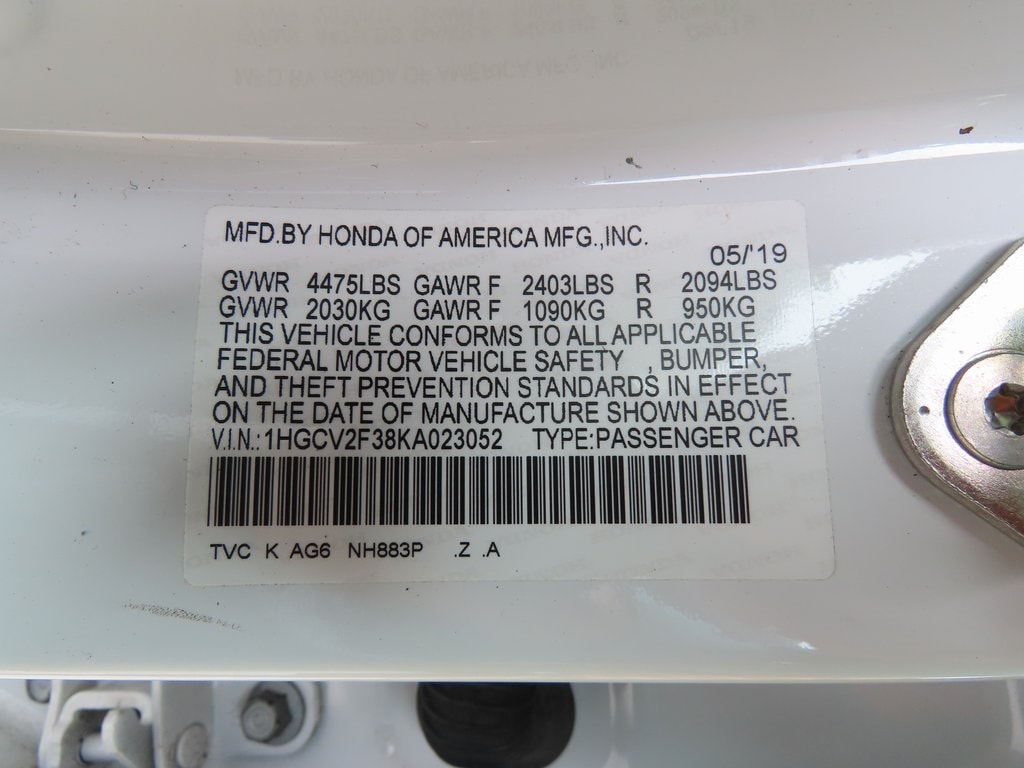 MFD.BY HONDA OF AMERICA MFG.,INC.
05/'19
GVWR 4475LBS GAWR F 2403LBS R 2094LBS
GVWR 2030KG GAWR F 1090KG R 950KG
THIS VEHICLE CONFORMS TO ALL APPLICABLE
FEDERAL MOTOR VEHICLE SAFETY , BUMPER,
AND THEFT PREVENTION STANDARDS IN EFFECT
ON THE DATE OF MANUFACTURE SHOWN ABOVE.
V.I.N.:1HGCV2F38KA023052 TYPE:PASSENGER CAR
TVC K AG6 NH883P .Z .A